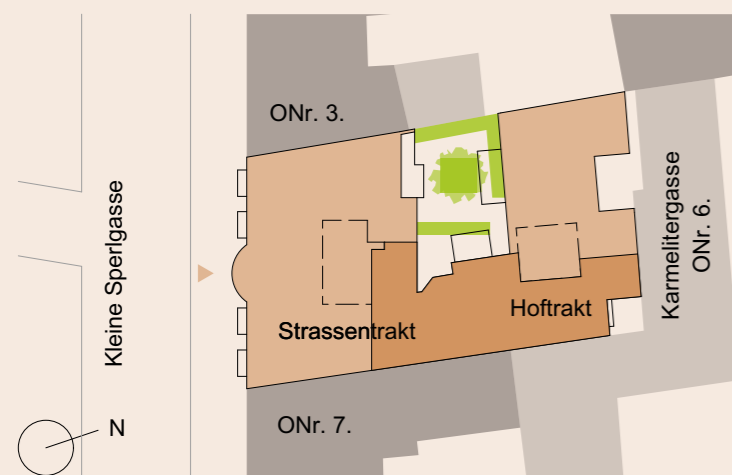 ONr. 3.
Kleine Sperlgasse
Karmelitergasse
ONr. 6.
Strassentrakt
Hoftrakt
ONr. 7.
N